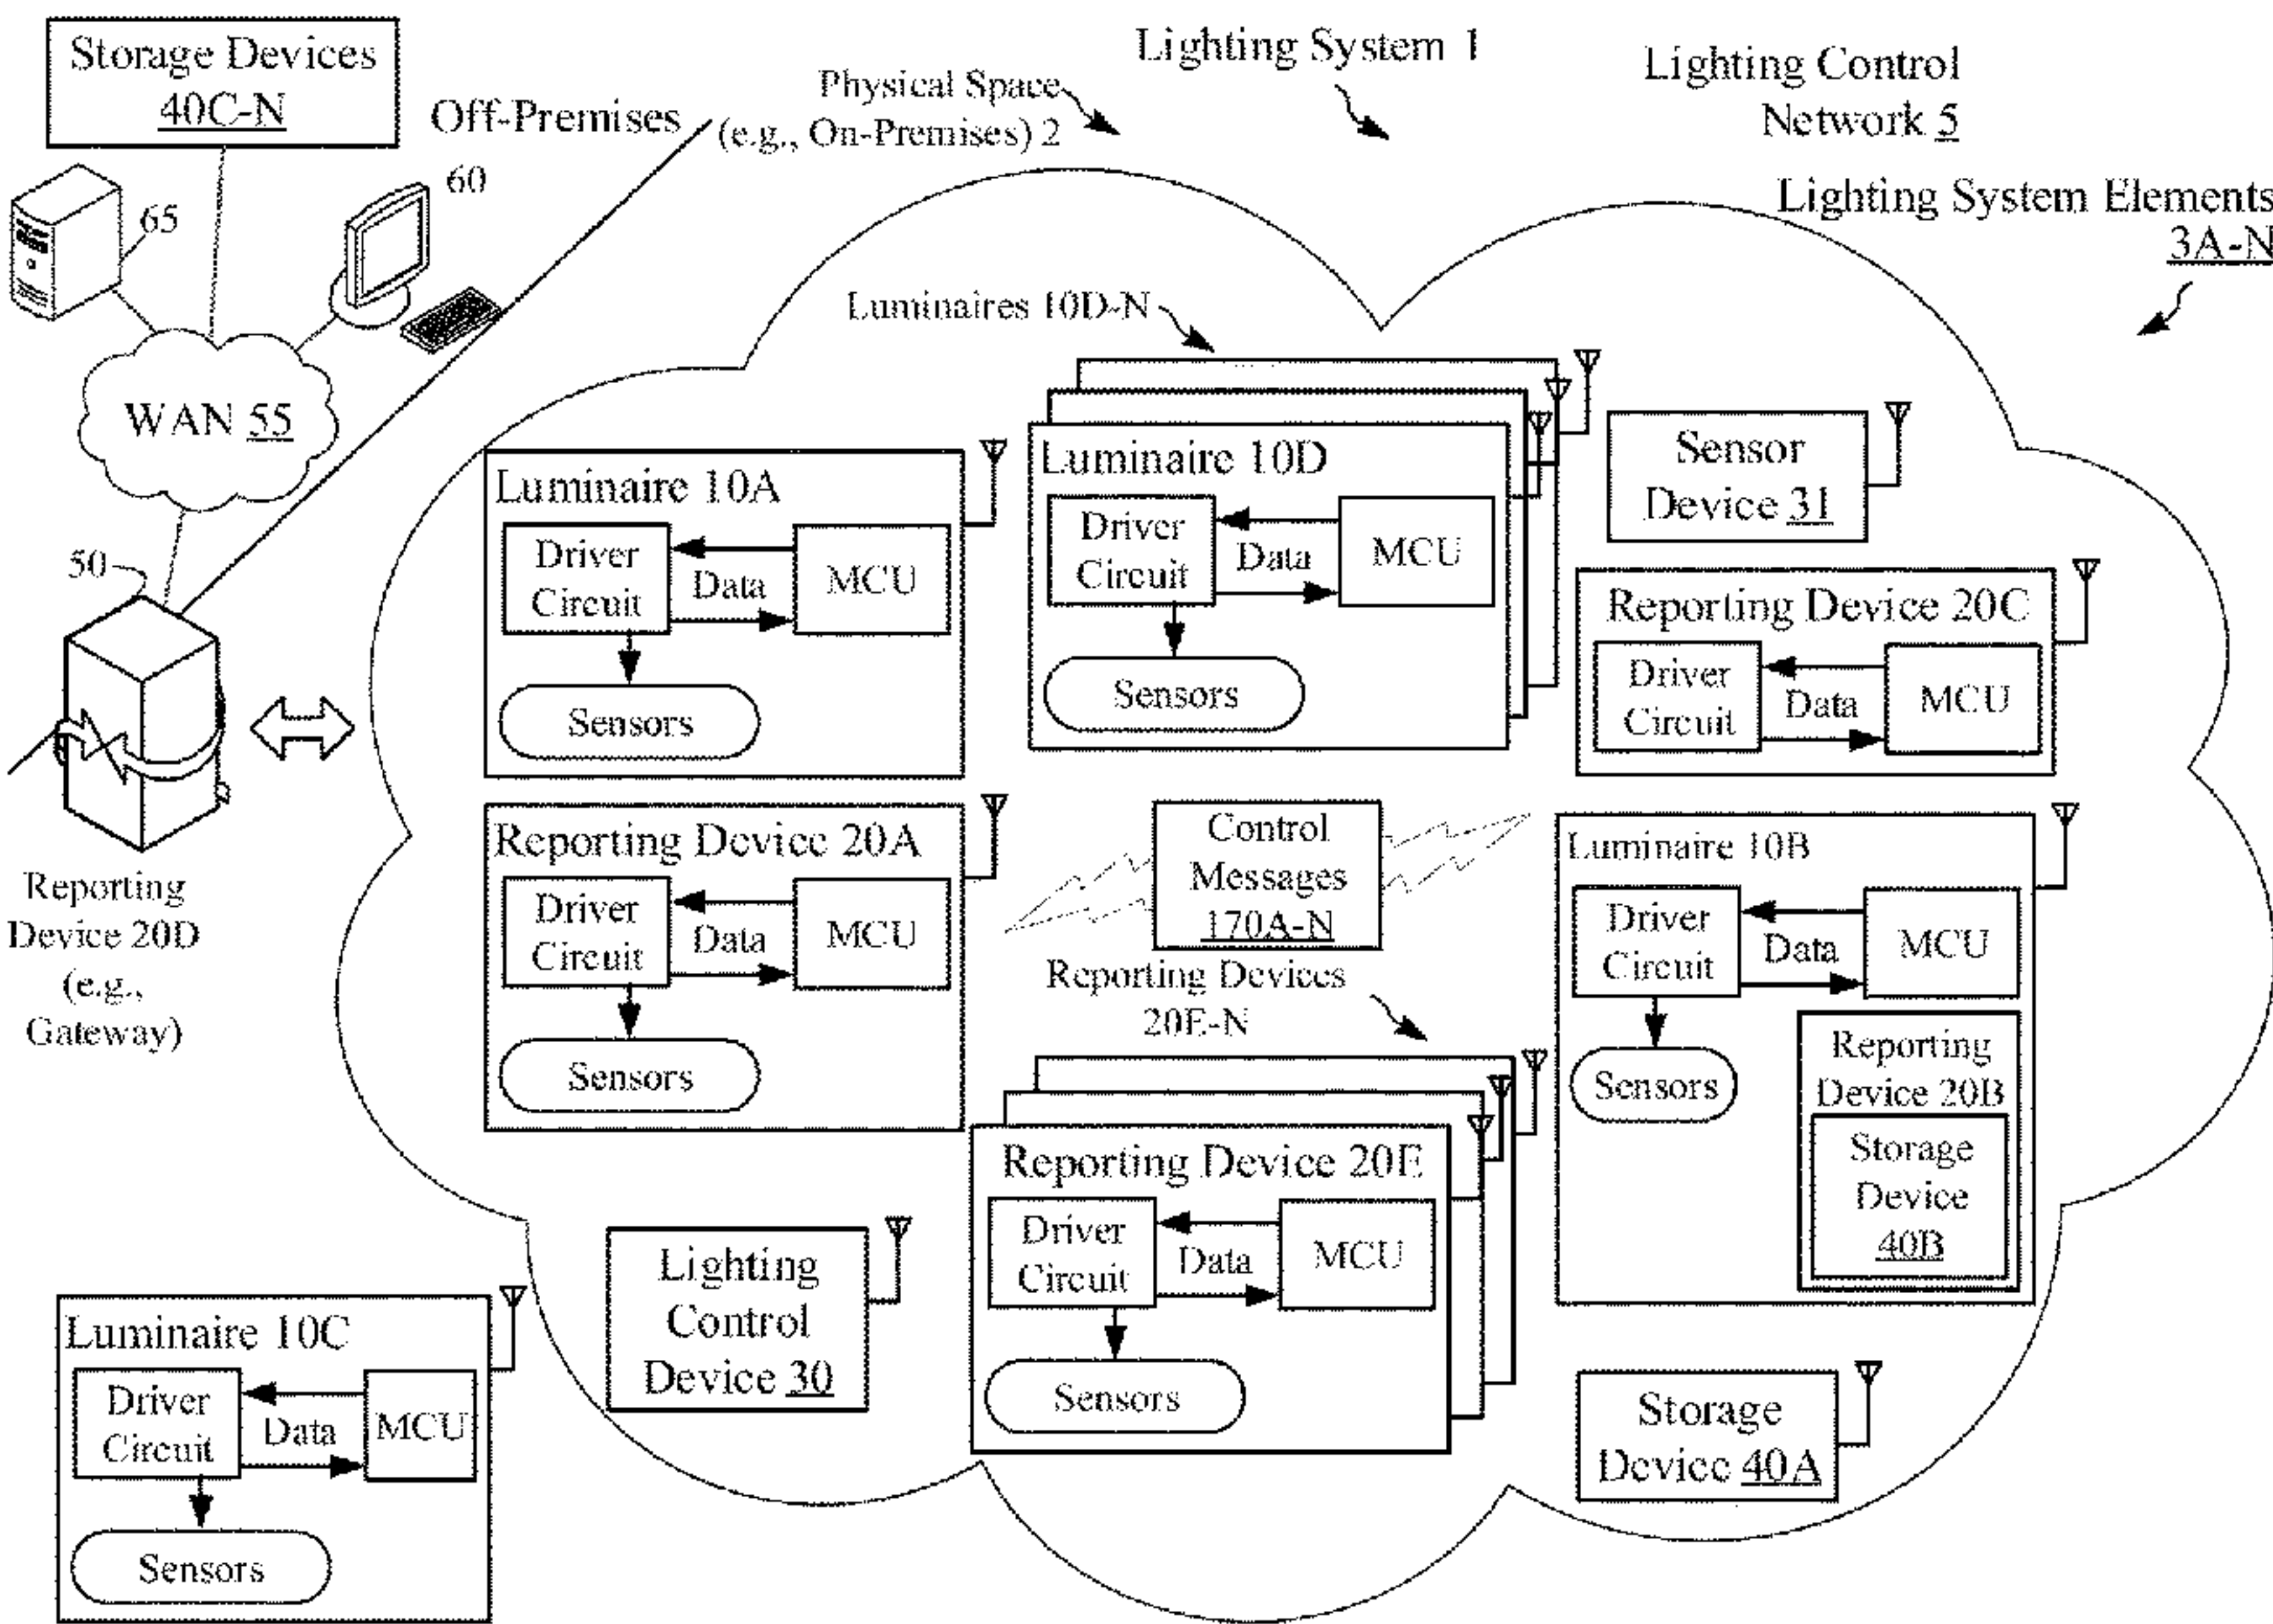 Storage Devices
40C-N
Off-Premises
Physical Space
(e.g., On-Premises) 2
Lighting System 1
Lighting Control
Network 5
Lighting System Elements
3A-N
65
60
WAN 55
50
Reporting
Device 20D
(e.g.,
Gateway)
Luminaires 10D-N
Luminaire 10A
Driver
Circuit
Data
MCU
Sensors
Luminaire 10D
Driver
Circuit
Data
MCU
Sensors
Sensor
Device 31
Reporting Device 20C
Driver
Circuit
Data
MCU
Reporting Device 20A
Driver
Circuit
Data
MCU
Sensors
Control
Messages
170A-N
Reporting Devices
20E-N
Luminaire 10B
Driver
Circuit
Data
MCU
Sensors
Reporting
Device 20B
Storage
Device
40B
Reporting Device 20E
Driver
Circuit
Data
MCU
Sensors
Lighting
Control
Device 30
Luminaire 10C
Driver
Circuit
Data
MCU
Sensors
Storage
Device 40A